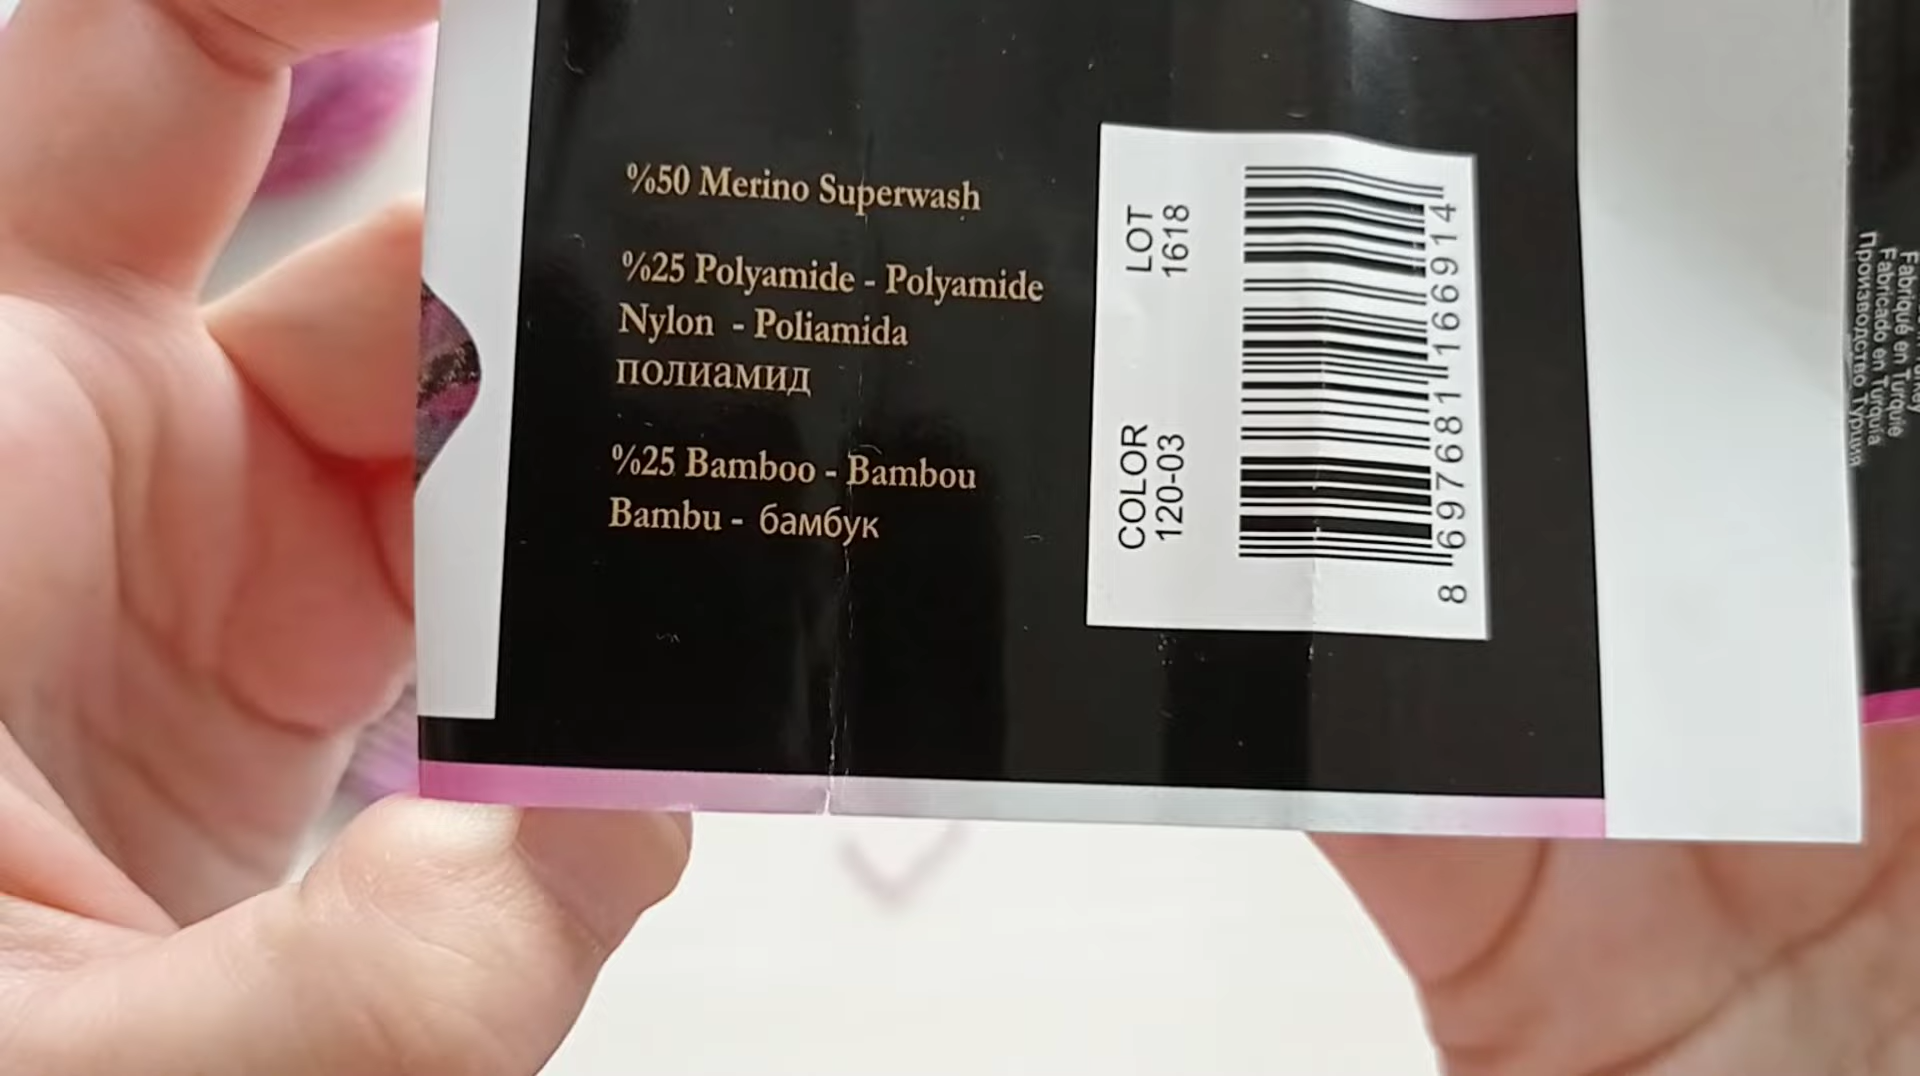 %50 Merino Superwash
%25 Polyamide - Polyamide
Nylon - Poliamida
полиамид
%25 Bamboo - Bambou
Bambu - бамбук
LOT
1618
COLOR
120-03
8 697681 166914
Fabriqué en Turquie
Fabricado en Turquía
Производство Турция